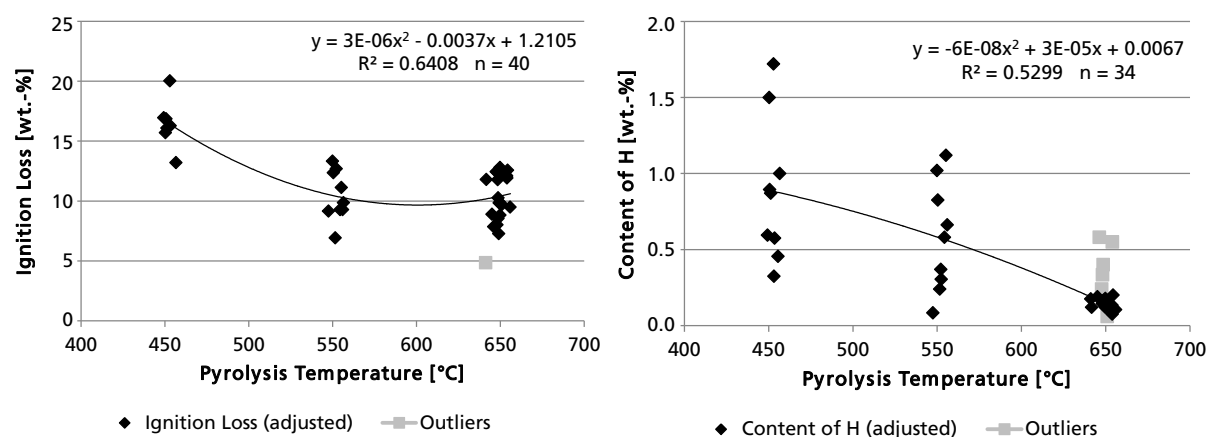 25
20
15
10
5
0
Ignition Loss [wt.-%]
y = 3E-06x² - 0.0037x + 1.2105
R² = 0.6408 n = 40
400 450 500 550 600 650 700
Pyrolysis Temperature [°C]
Ignition Loss (adjusted) Outliers
2.0
1.5
1.0
0.5
0.0
Content of H [wt.-%]
y = -6E-08x² + 3E-05x + 0.0067
R² = 0.5299 n = 34
400 450 500 550 600 650 700
Pyrolysis Temperature [°C]
Content of H (adjusted) Outliers